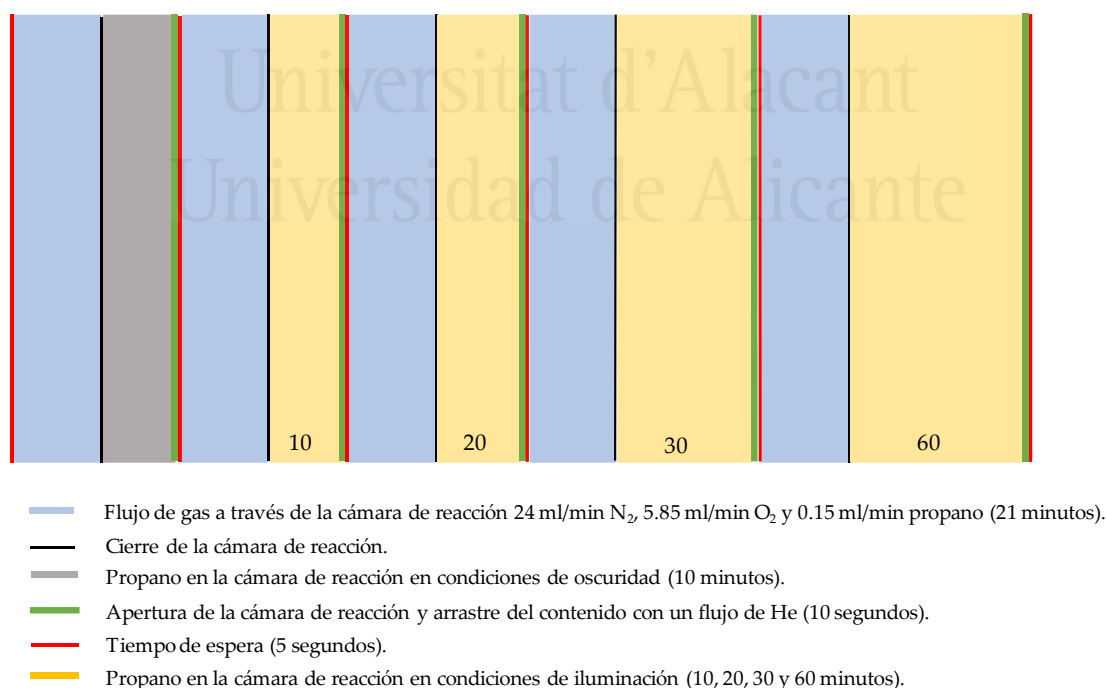 Universitat d'Alacant
Universidad de Alicante
10 20 30 60
Flujo de gas a través de la cámara de reacción 24 ml/min N₂, 5.85 ml/min O₂ y 0.15 ml/min propano (21 minutos).
Cierre de la cámara de reacción.
Propano en la cámara de reacción en condiciones de oscuridad (10 minutos).
Apertura de la cámara de reacción y arrastre del contenido con un flujo de He (10 segundos).
Tiempo de espera (5 segundos).
Propano en la cámara de reacción en condiciones de iluminación (10, 20, 30 y 60 minutos).